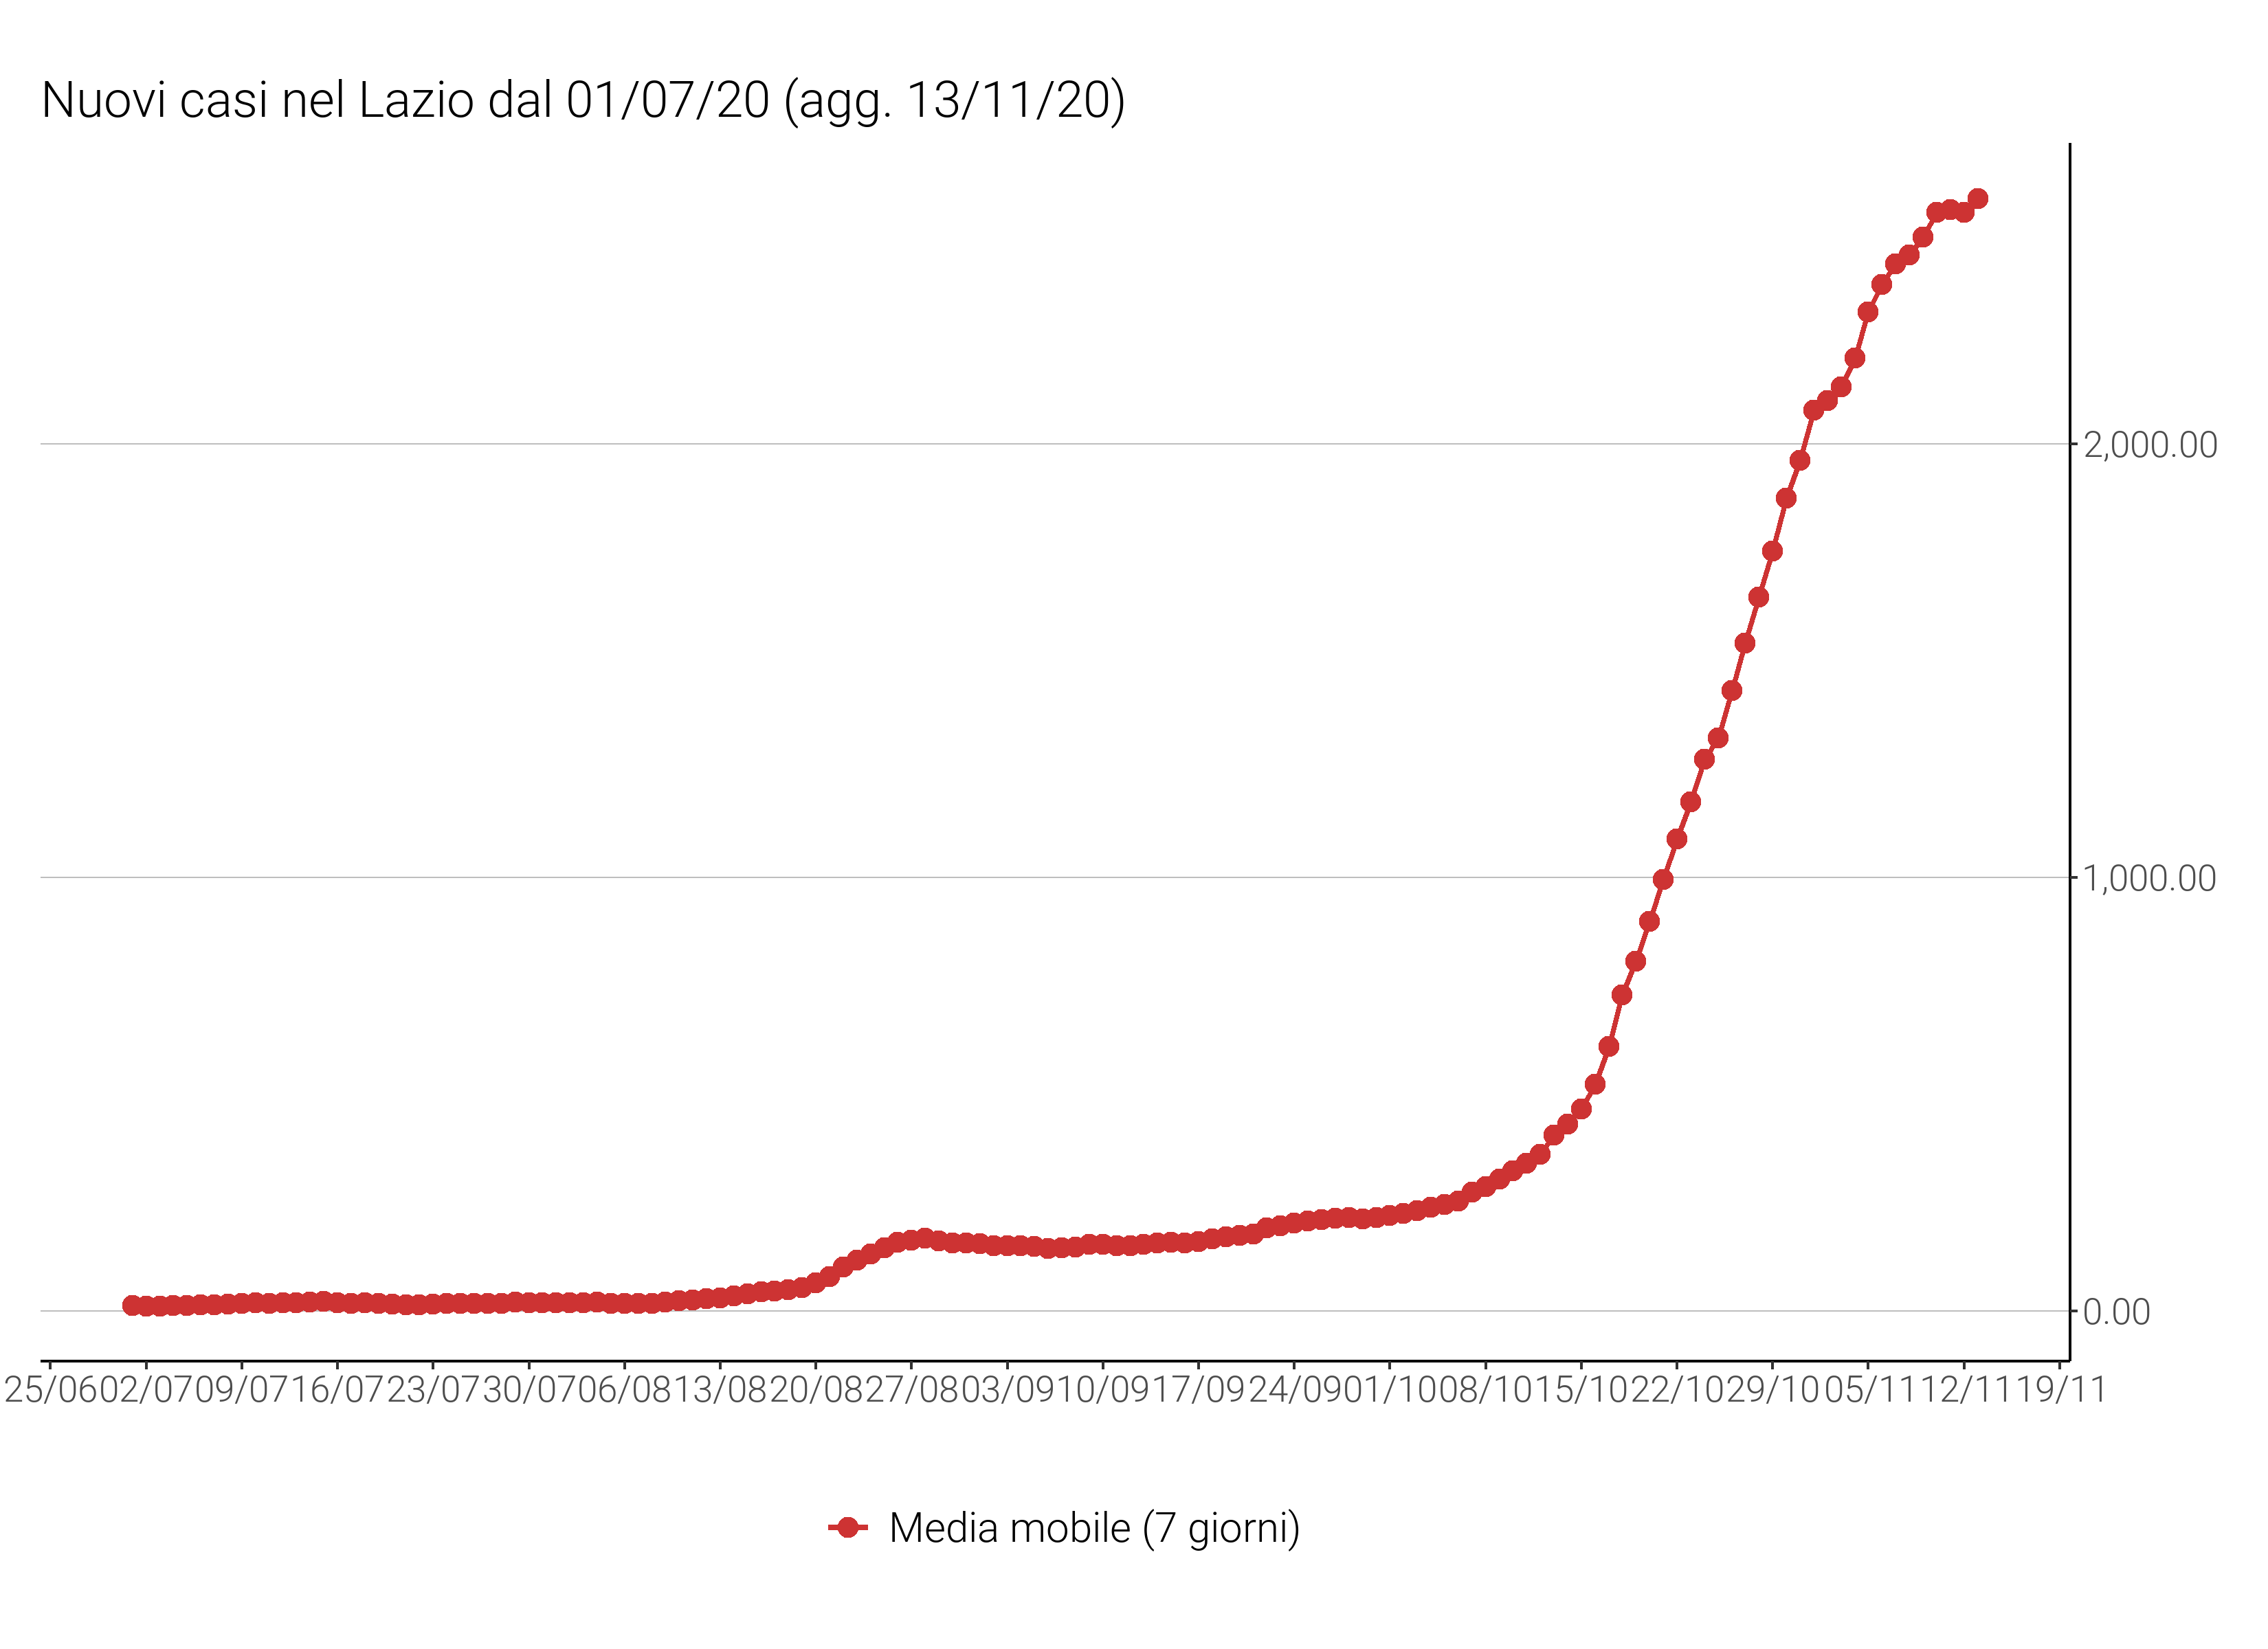 Nuovi casi nel Lazio dal 01/07/20 (agg. 13/11/20)
2,000.00
1,000.00
0.00
25/06 02/07 09/07 16/07 23/07 30/07 06/08 13/08 20/08 27/08 03/09 10/09 17/09 24/09 01/10 08/10 15/10 22/10 29/10 05/11 12/11 19/11
Media mobile (7 giorni)